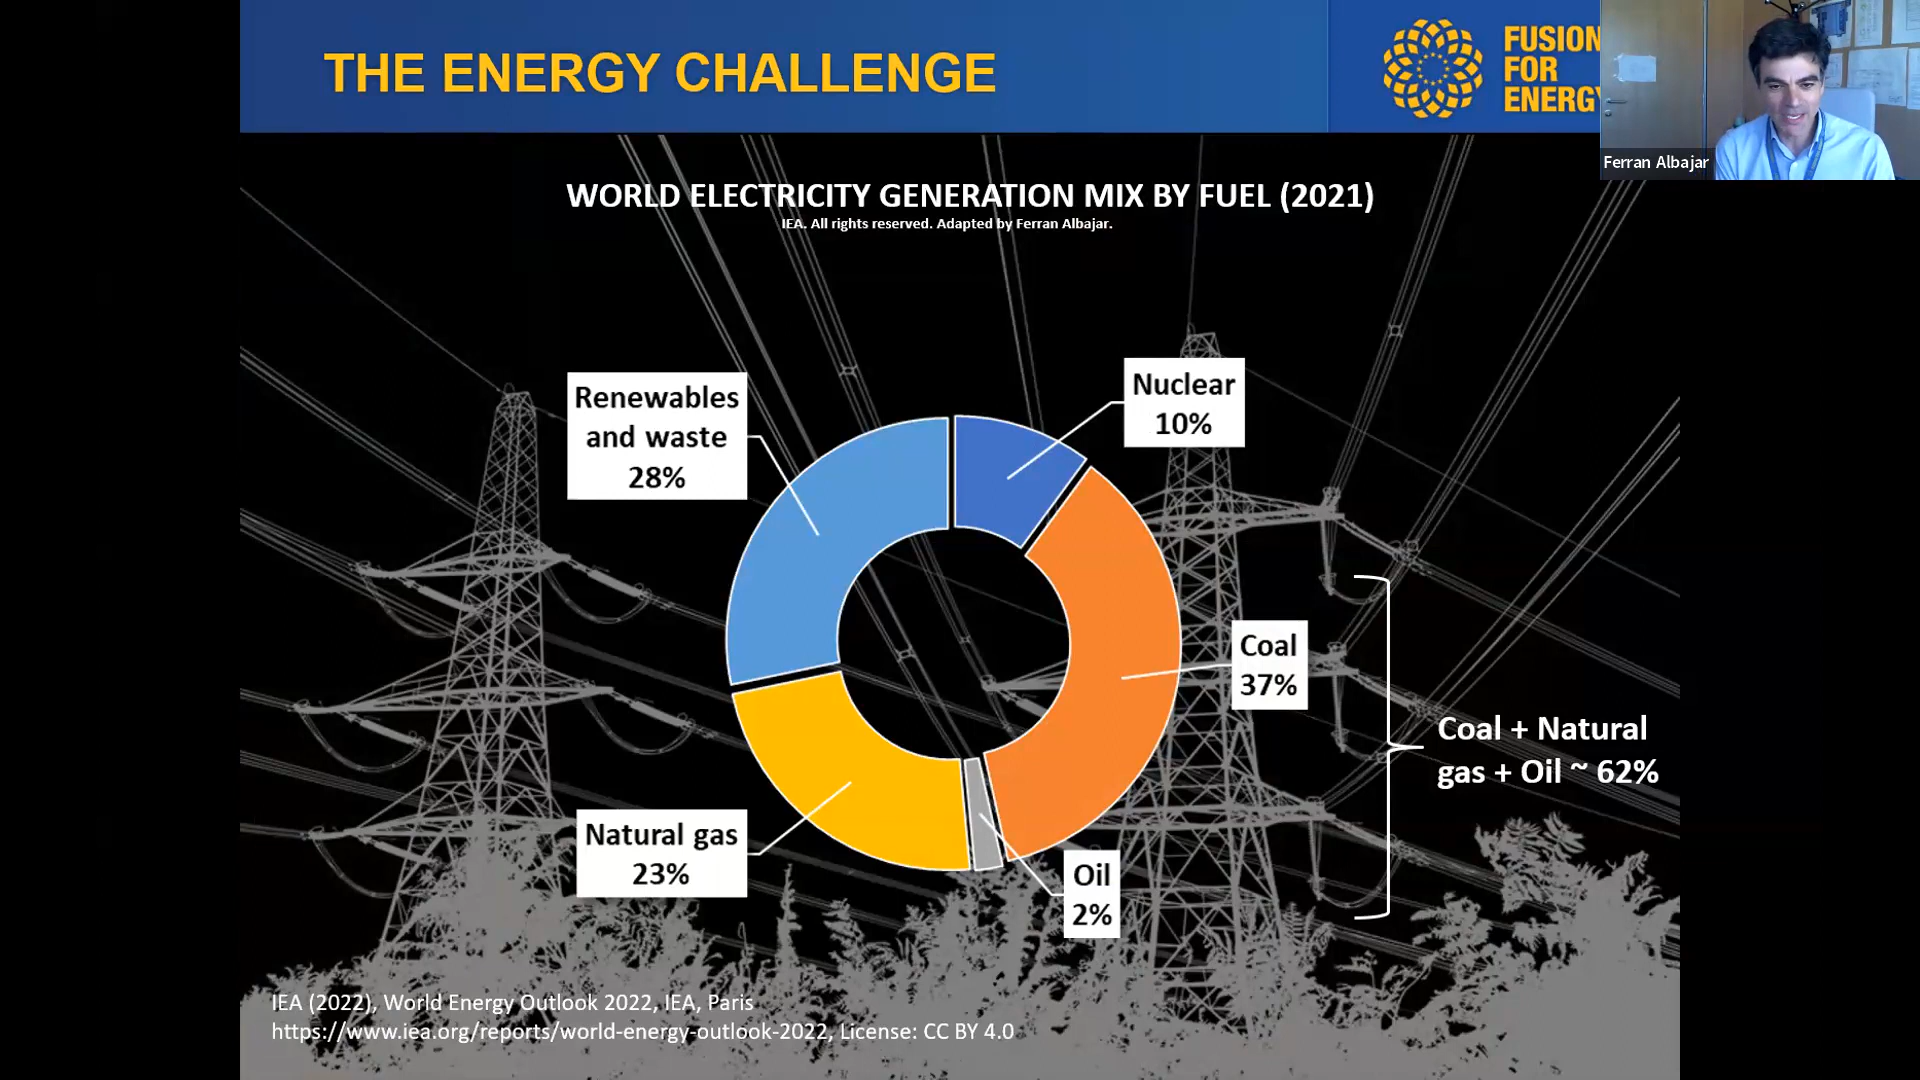 THE ENERGY CHALLENGE
FUSION
FOR
ENERGY
Ferran Albajar
WORLD ELECTRICITY GENERATION MIX BY FUEL (2021)
IEA. All rights reserved. Adapted by Ferran Albajar.
Renewables
and waste
28%
Nuclear
10%
Coal
37%
Coal + Natural
gas + Oil ~ 62%
Natural gas
23%
Oil
2%
IEA (2022), World Energy Outlook 2022, IEA, Paris
https://www.iea.org/reports/world-energy-outlook-2022, License: CC BY 4.0